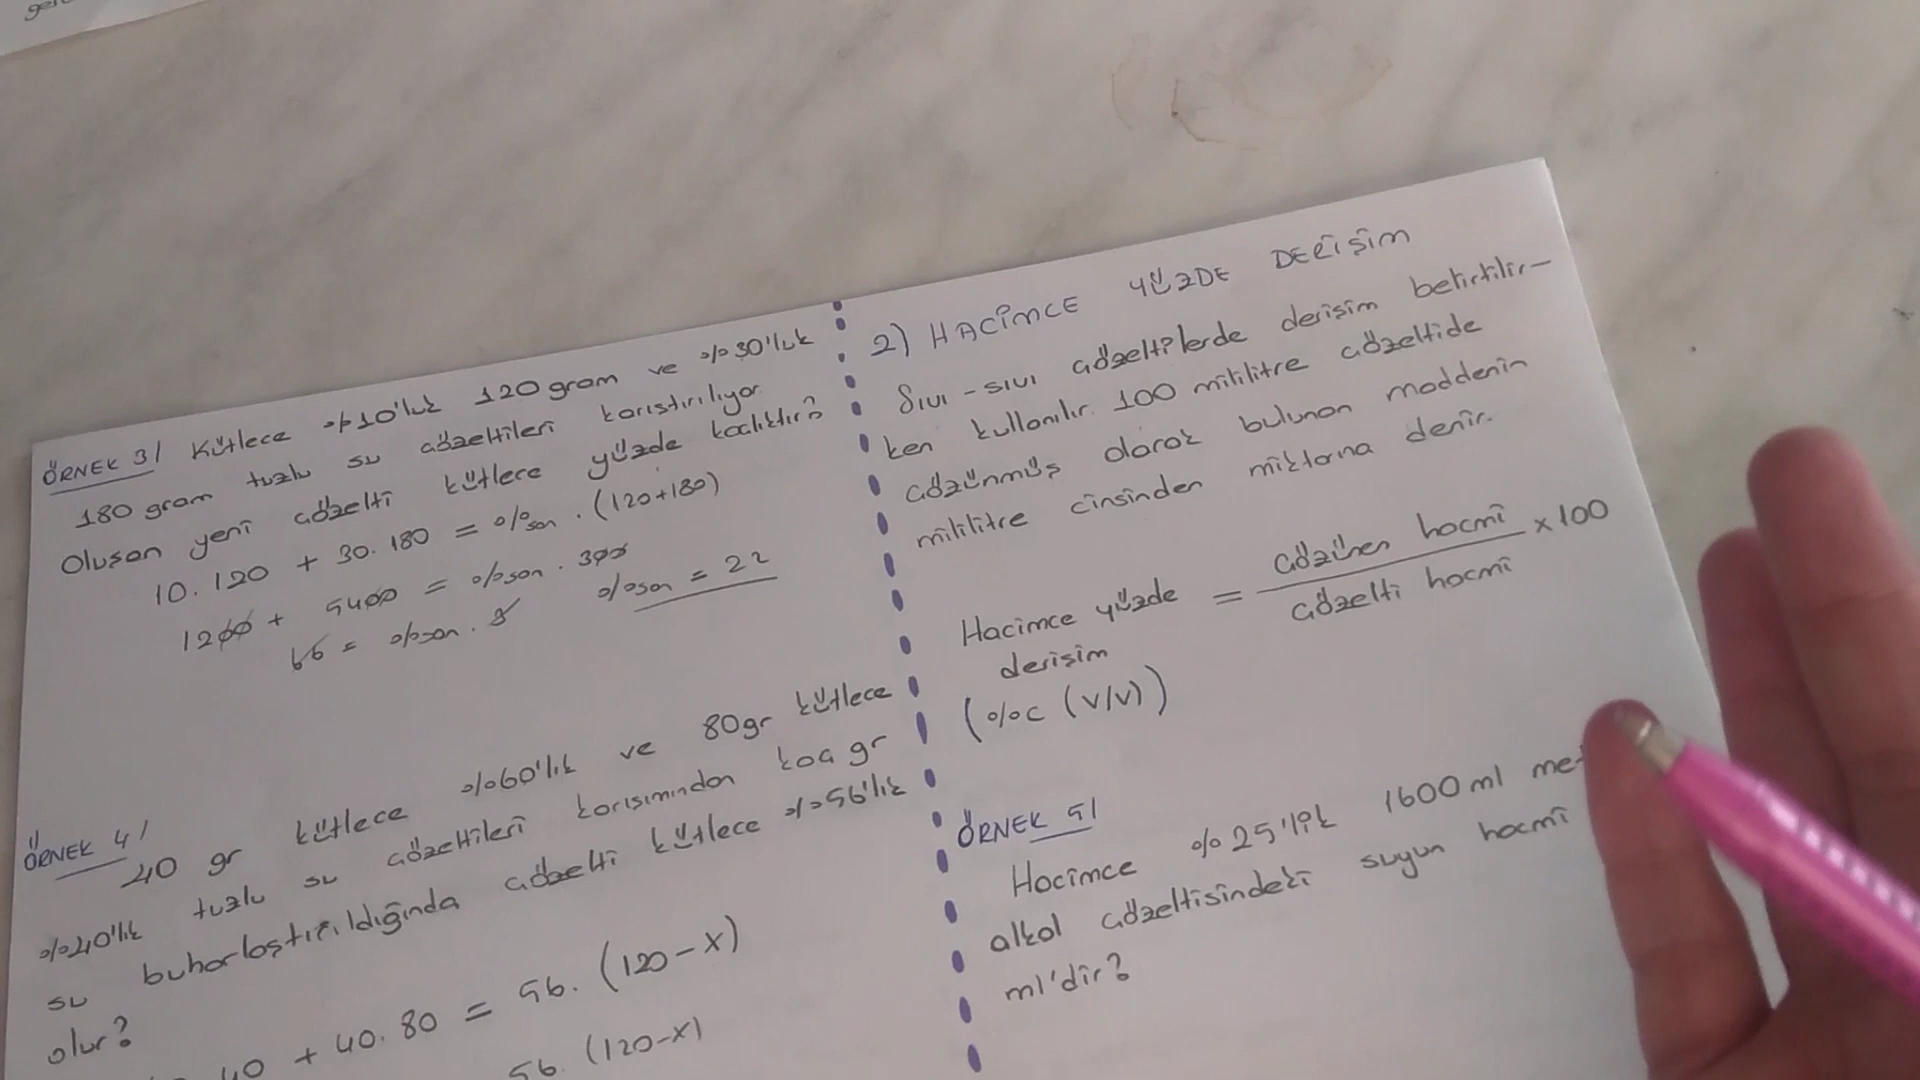 ÖRNEK 3/ Kütlece %10'luk 120 gram ve %30'luk
180 gram tuzlu su çözeltileri karıştırılıyor.
Oluşan yeni çözelti kütlece yüzde kaçlıktır?
10.120 + 30.180 = %son . (120+180)
1200 + 5400 = %son . 300
66 = %son . 3 %son = 22
ÖRNEK 4/
40 gr kütlece %60'lık ve 80gr kütlece
%40'lık tuzlu su çözeltileri karışımından kaç gr
su buharlaştırıldığında çözelti kütlece %56'lık
olur?
40 + 40.80 = 56. (120-x)
56. (120-x)
2) HACİMCE YÜZDE DERİŞİM
Sıvı - sıvı çözeltilerde derişim belirtilir-
ken kullanılır. 100 mililitre çözeltide
çözünmüş olarak bulunan maddenin
mililitre cinsinden miktarına denir.
Hacimce yüzde derişim = çözünen hacmi / çözelti hacmi x 100
(%C (V/V))
ÖRNEK 5/
Hacimce %25'lik 1600 ml me-
alkol çözeltisindeki suyun hacmi
ml'dir?